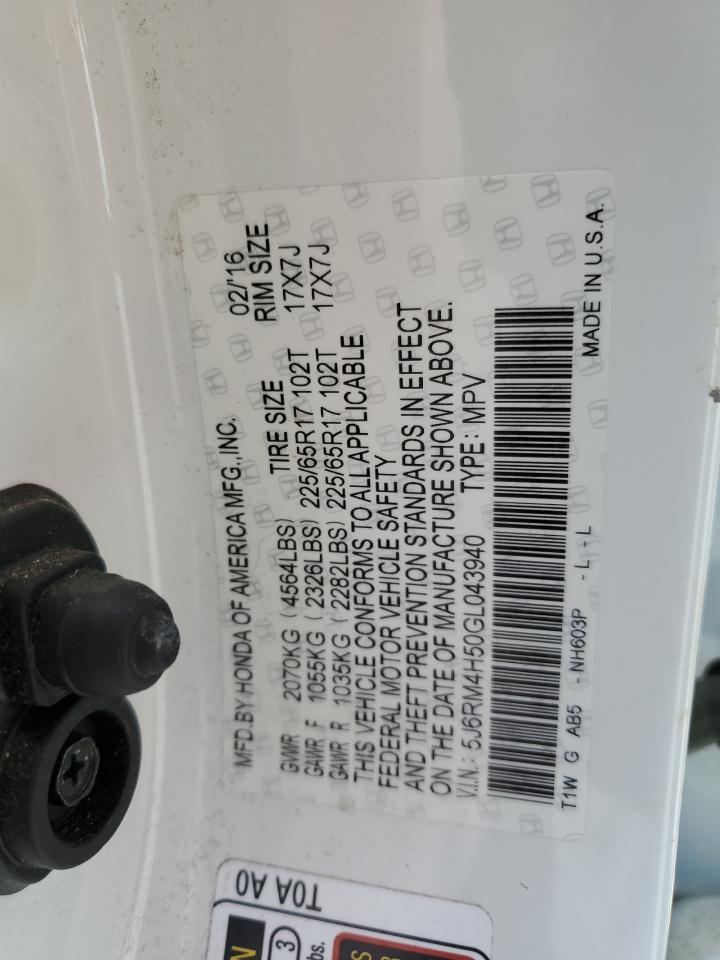 MFD.BY HONDA OF AMERICA MFG.,INC. 02/'16
TIRE SIZE RIM SIZE
GVWR 2070KG (4564LBS)
GAWR F 1055KG (2326LBS) 225/65R17 102T 17X7J
GAWR R 1035KG (2282LBS) 225/65R17 102T 17X7J
THIS VEHICLE CONFORMS TO ALL APPLICABLE
FEDERAL MOTOR VEHICLE SAFETY
AND THEFT PREVENTION STANDARDS IN EFFECT
ON THE DATE OF MANUFACTURE SHOWN ABOVE.
V.I.N.: 5J6RM4H50GL043940 TYPE: MPV
T1W G AB5 - NH603P - L - L MADE IN U.S.A.
T0A A0
N
3
lbs.
S